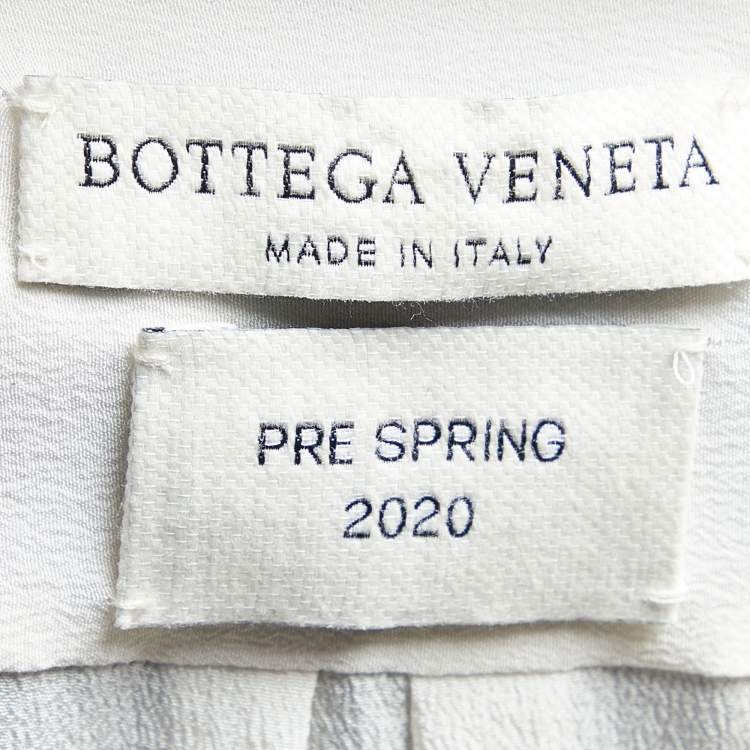 BOTTEGA VENETA
MADE IN ITALY
PRE SPRING
2020